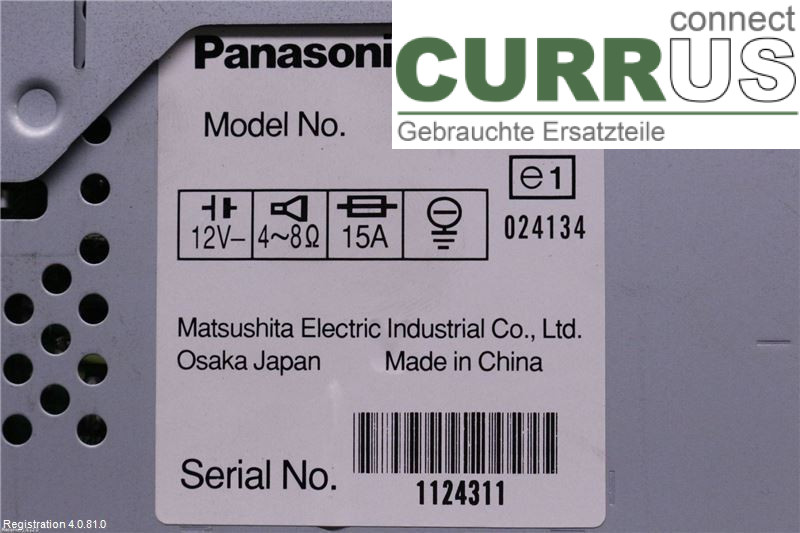 Panasoni
connect
CURRUS
Gebrauchte Ersatzteile
Model No.
e1
12V⎓ 4~8Ω 15A
024134
Matsushita Electric Industrial Co., Ltd.
Osaka Japan Made in China
Serial No.
1124311
Registration 4.0.81.0